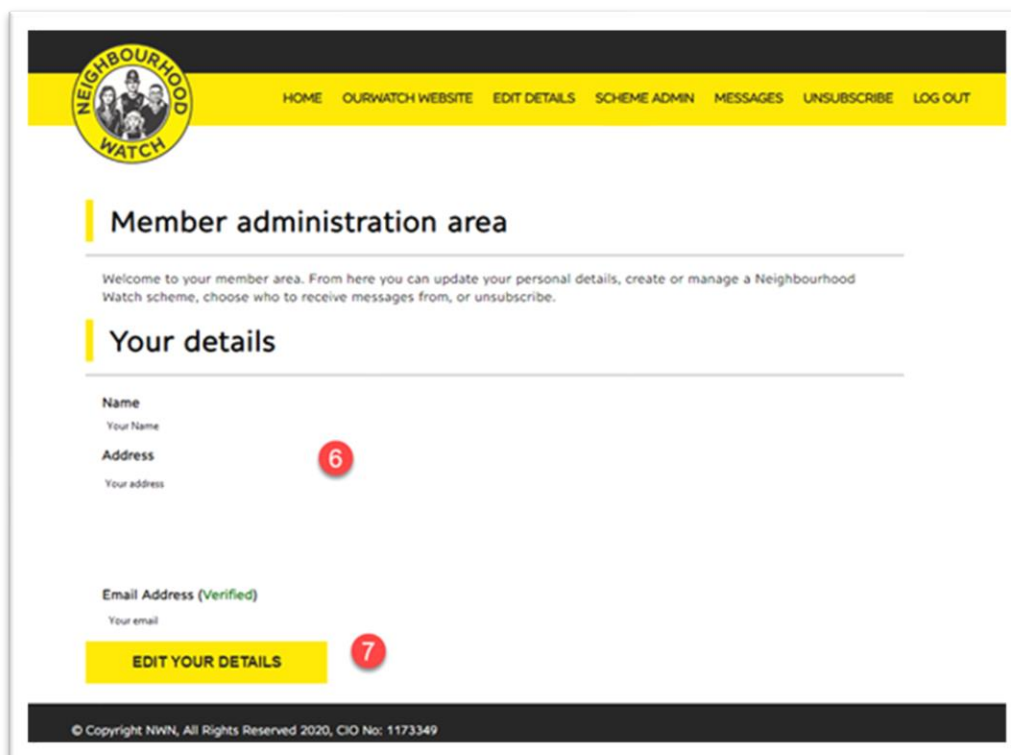 NEIGHBOURHOOD
WATCH
HOME OURWATCH WEBSITE EDIT DETAILS SCHEME ADMIN MESSAGES UNSUBSCRIBE LOG OUT
Member administration area
Welcome to your member area. From here you can update your personal details, create or manage a Neighbourhood
Watch scheme, choose who to receive messages from, or unsubscribe.
Your details
Name
Your Name
Address
6
Your address
Email Address (Verified)
Your email
EDIT YOUR DETAILS
7
© Copyright NWN, All Rights Reserved 2020, CIO No: 1173349